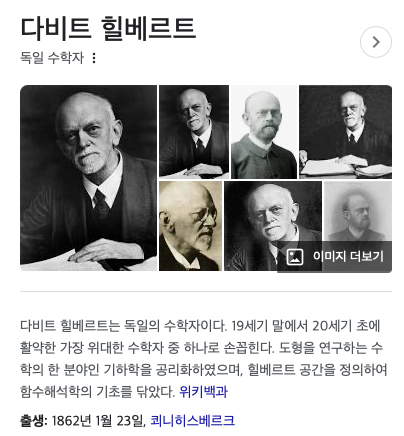 다비트 힐베르트
독일 수학자
이미지 더보기
다비트 힐베르트는 독일의 수학자이다. 19세기 말에서 20세기 초에
활약한 가장 위대한 수학자 중 하나로 손꼽힌다. 도형을 연구하는 수
학의 한 분야인 기하학을 공리화하였으며, 힐베르트 공간을 정의하여
함수해석학의 기초를 닦았다. 위키백과
출생: 1862년 1월 23일, 쾨니히스베르크